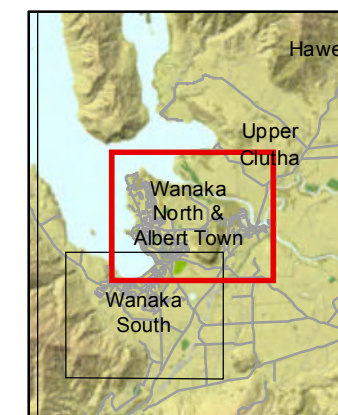 Hawe
Upper
Clutha
Wanaka
North &
Albert Town
Wanaka
South